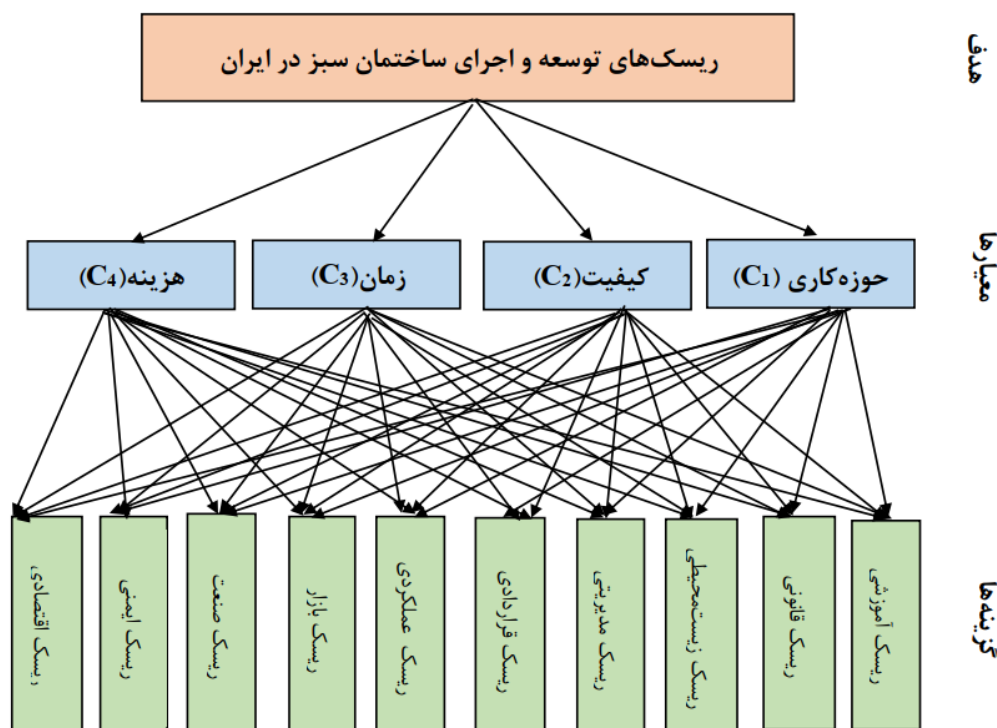 ریسک‌های توسعه و اجرای ساختمان سبز در ایران
هدف
حوزه‌کاری (C1)
کیفیت(C2)
زمان(C3)
هزینه(C4)
معیارها
ریسک آموزشی
ریسک قانونی
ریسک زیست‌محیطی
ریسک مدیریتی
ریسک قراردادی
ریسک عملکردی
ریسک بازار
ریسک صنعت
ریسک ایمنی
ریسک اقتصادی
گزینه‌ها